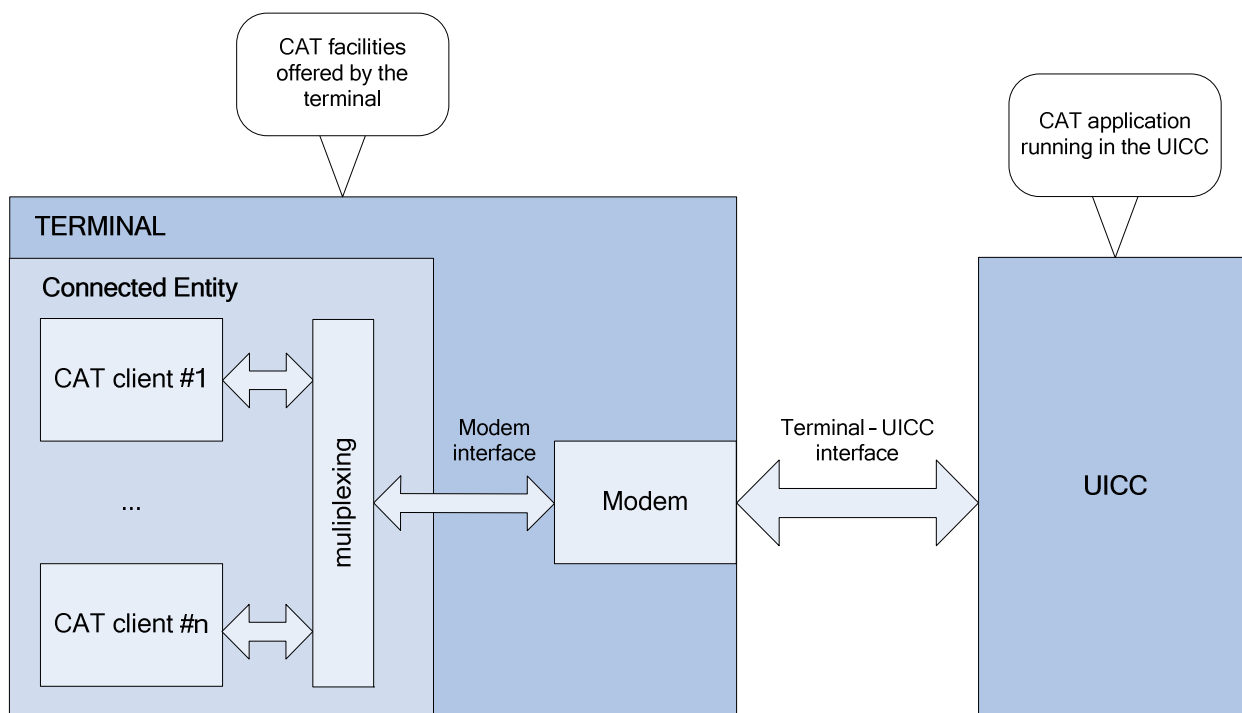 CAT facilities
offered by the
terminal
CAT application
running in the UICC
TERMINAL
Connected Entity
CAT client #1
...
CAT client #n
muliplexing
Modem
interface
Modem
Terminal - UICC
interface
UICC